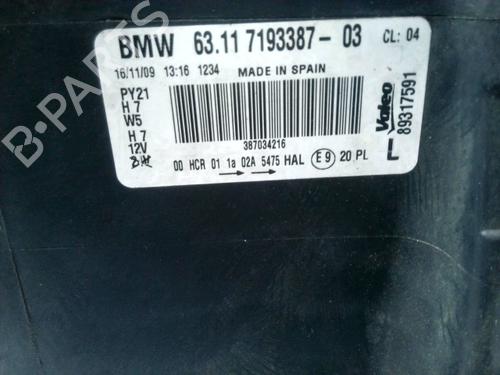 BMW 63.11 7193387-03 CL: 04
16/11/09 13:16 1234 MADE IN SPAIN
PY21
H 7
W5
H 7
12V
387034216
00 HCR 01 1a 02A 5475 HAL E9 20 PL
Valeo
L 89317591
B-PARTS